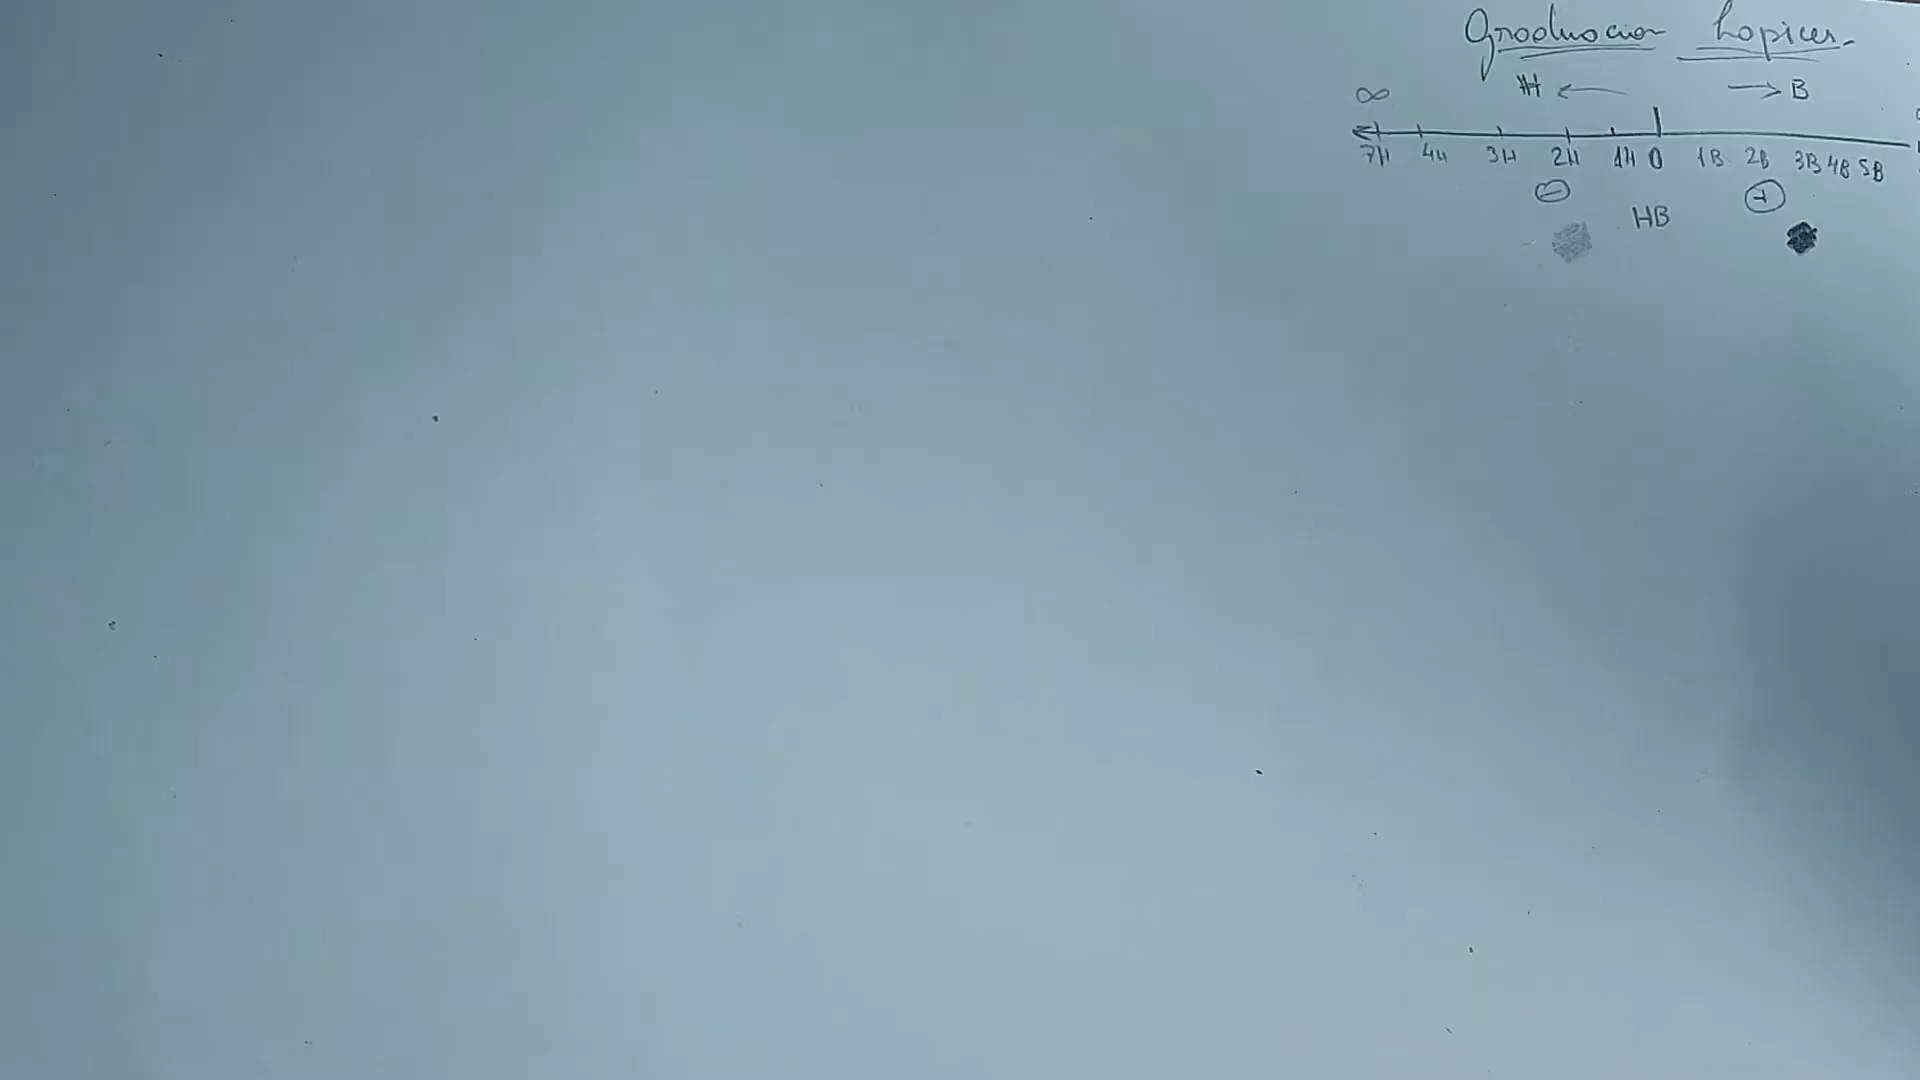 Graduacion Lapices
∞ H ← → B
7H 4H 3H 2H 1H 0 1B 2B 3B 4B 5B
- +
HB